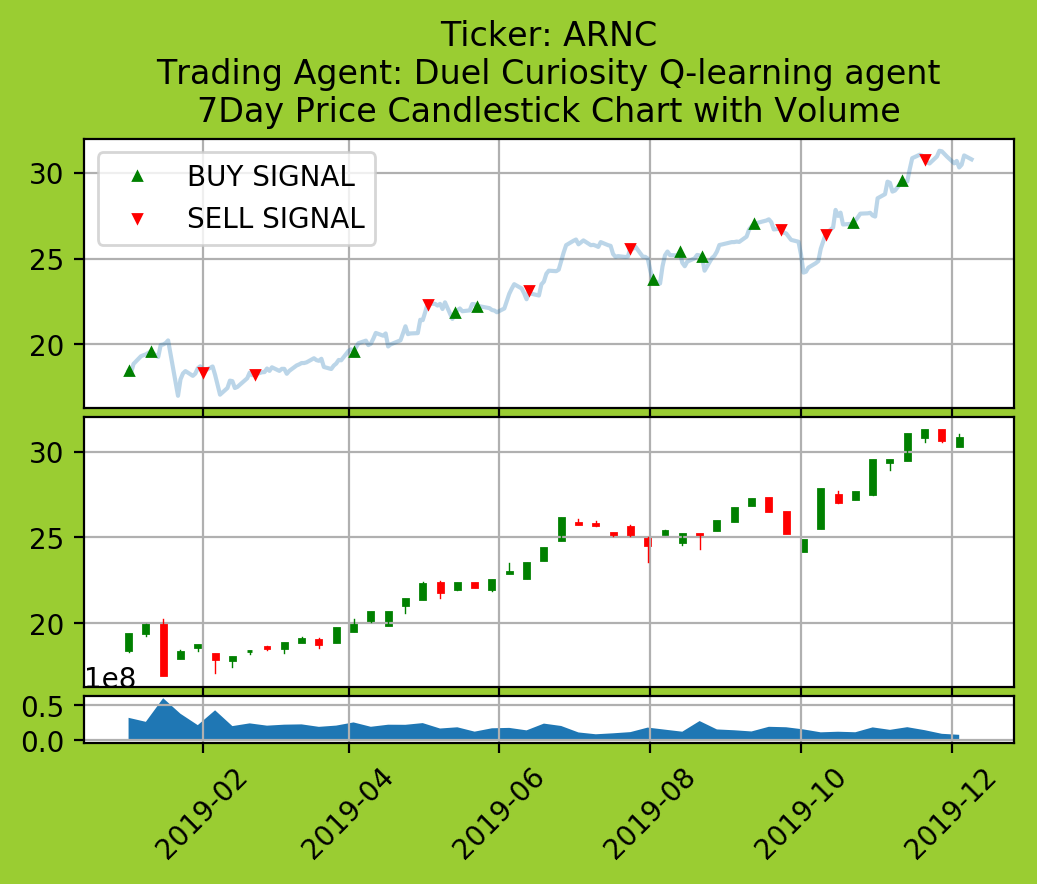 Ticker: ARNC
Trading Agent: Duel Curiosity Q-learning agent
7Day Price Candlestick Chart with Volume
30
25
20
BUY SIGNAL
SELL SIGNAL
30
25
20
1e8
0.5
0.0
2019-02
2019-04
2019-06
2019-08
2019-10
2019-12